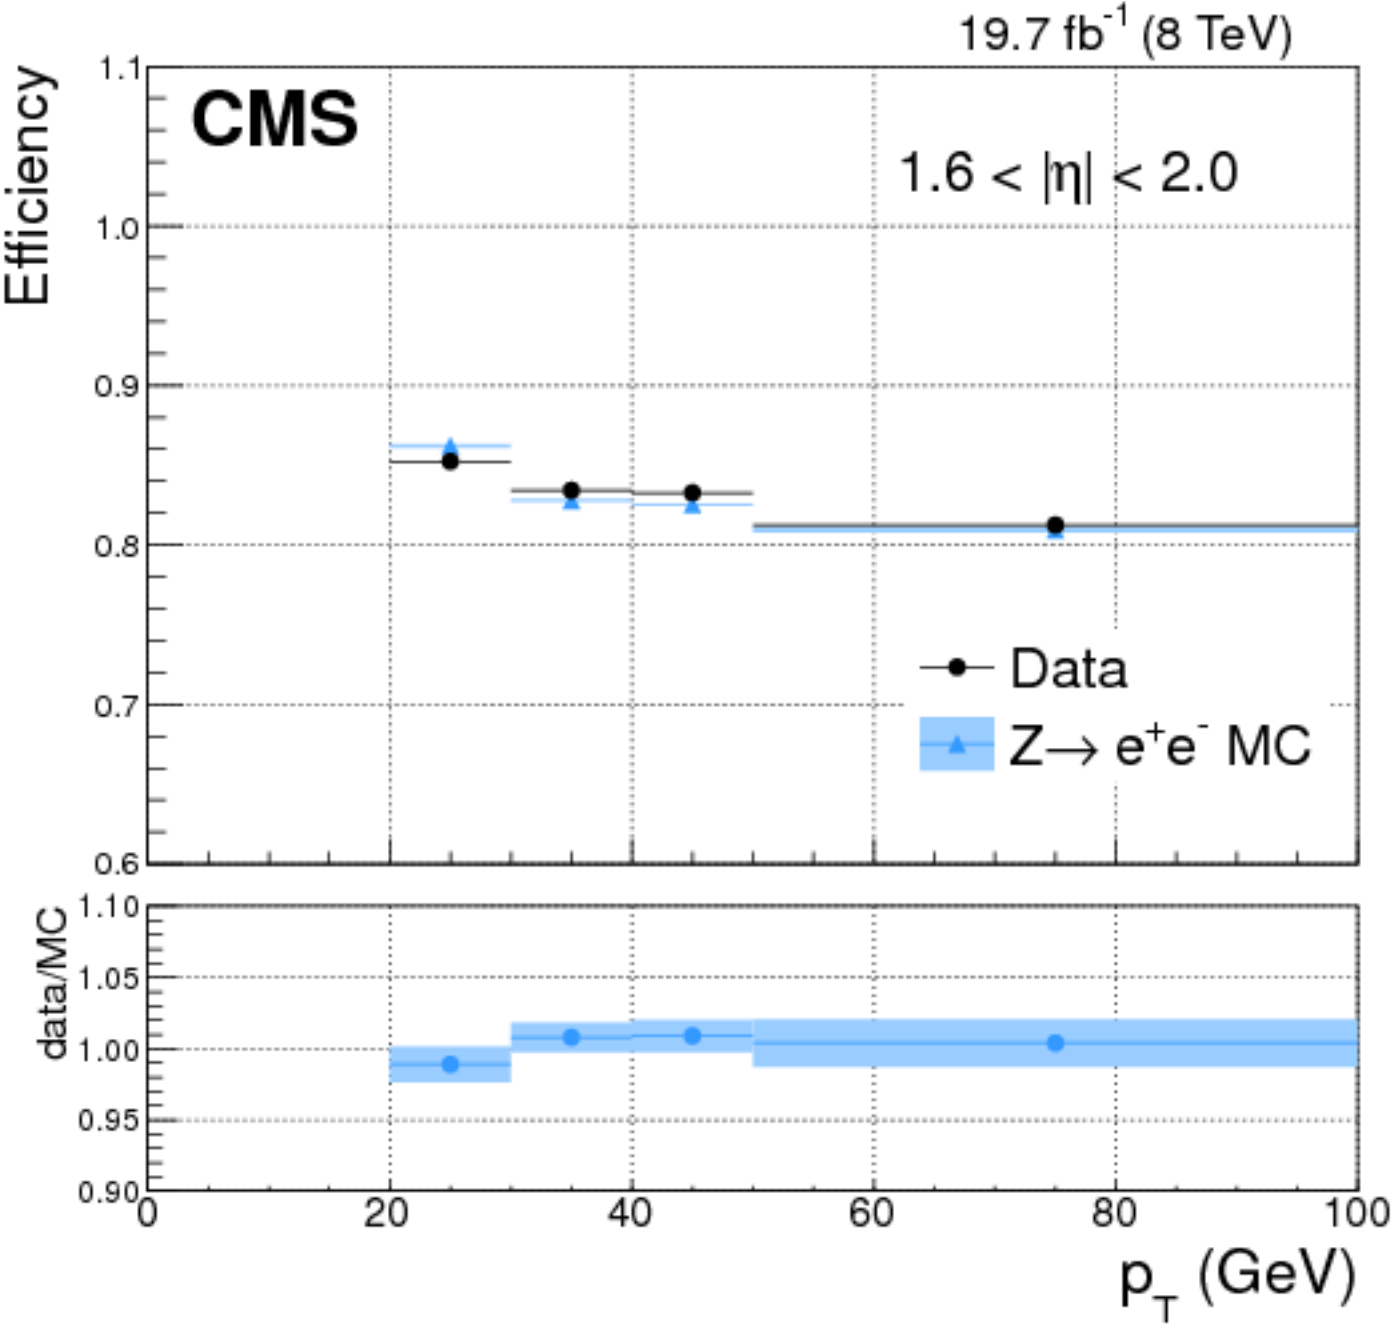 19.7 fb⁻¹ (8 TeV)
1.1
CMS
Efficiency
1.6 < |η| < 2.0
1.0
0.9
0.8
Data
0.7
Z→ e⁺e⁻ MC
0.6
1.10
data/MC
1.05
1.00
0.95
0.90
0 20 40 60 80 100
p_T (GeV)